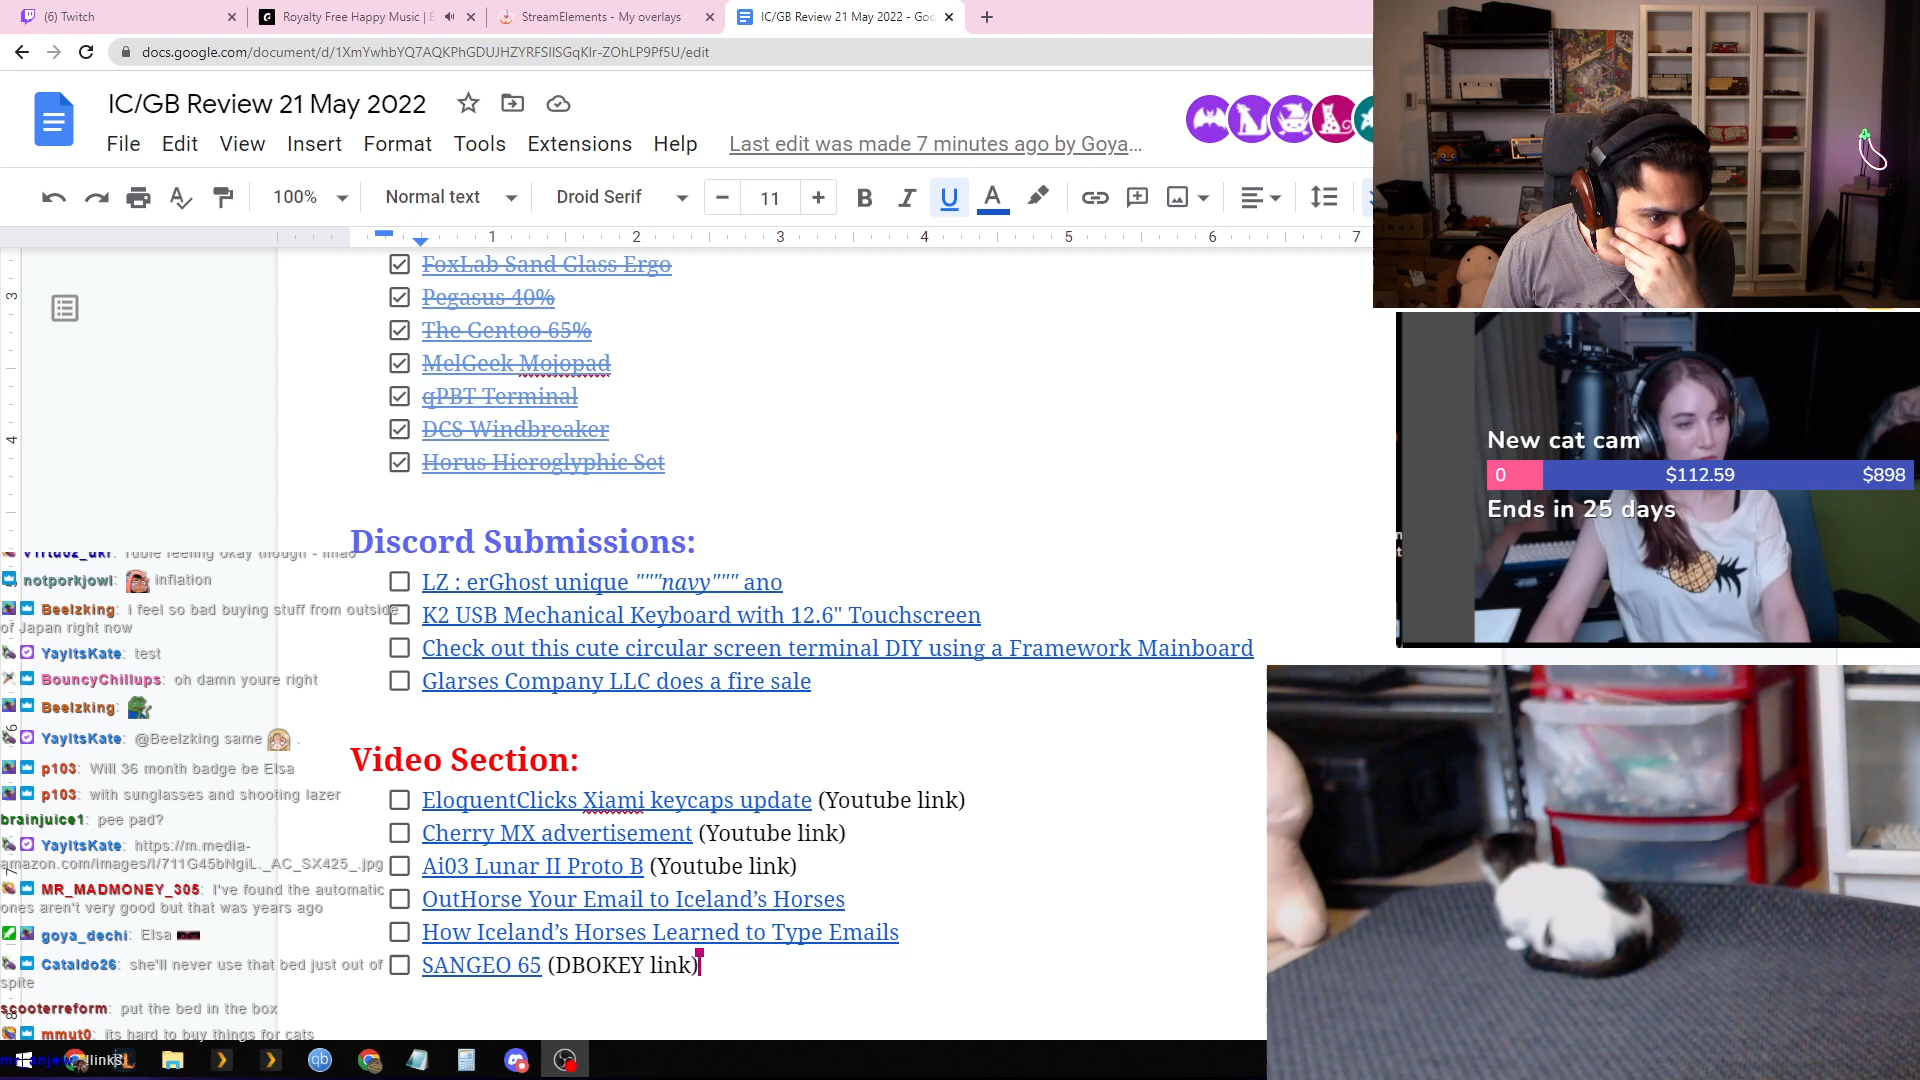 (6) Twitch
Royalty Free Happy Music | E
StreamElements - My overlays
IC/GB Review 21 May 2022 - Goo
docs.google.com/document/d/1XmYwhbYQ7AQKPhGDUJHZYRFSIlSGqKlr-ZOhLP9Pf5U/edit
IC/GB Review 21 May 2022
File Edit View Insert Format Tools Extensions Help
Last edit was made 7 minutes ago by Goya...
100% Normal text Droid Serif 11
1 2 3 4 5 6 7
FoxLab Sand Glass Ergo
Pegasus 40%
The Gentoo 65%
MelGeek Mojopad
qPBT Terminal
DCS Windbreaker
Horus Hieroglyphic Set
Discord Submissions:
LZ : erGhost unique """navy""" ano
K2 USB Mechanical Keyboard with 12.6" Touchscreen
Check out this cute circular screen terminal DIY using a Framework Mainboard
Glarses Company LLC does a fire sale
Video Section:
EloquentClicks Xiami keycaps update (Youtube link)
Cherry MX advertisement (Youtube link)
Ai03 Lunar II Proto B (Youtube link)
OutHorse Your Email to Iceland's Horses
How Iceland's Horses Learned to Type Emails
SANGEO 65 (DBOKEY link)
notporkjowl: inflation
Beelzking: i feel so bad buying stuff from outside
of Japan right now
YayItsKate: test
BouncyChillups: oh damn youre right
Beelzking:
YayItsKate: @Beelzking same .
p103: Will 36 month badge be Elsa
p103: with sunglasses and shooting lazer
brainjuice1: pee pad?
YayItsKate: https://m.media-
amazon.com/images/I/711G45bNgiL._AC_SX425_.jpg
MR_MADMONEY_305: I've found the automatic
ones aren't very good but that was years ago
goya_dechi: Elsa
Cataldo26: she'll never use that bed just out of
spite
scooterreform: put the bed in the box
mmut0: its hard to buy things for cats
!links
New cat cam
0 $112.59 $898
Ends in 25 days